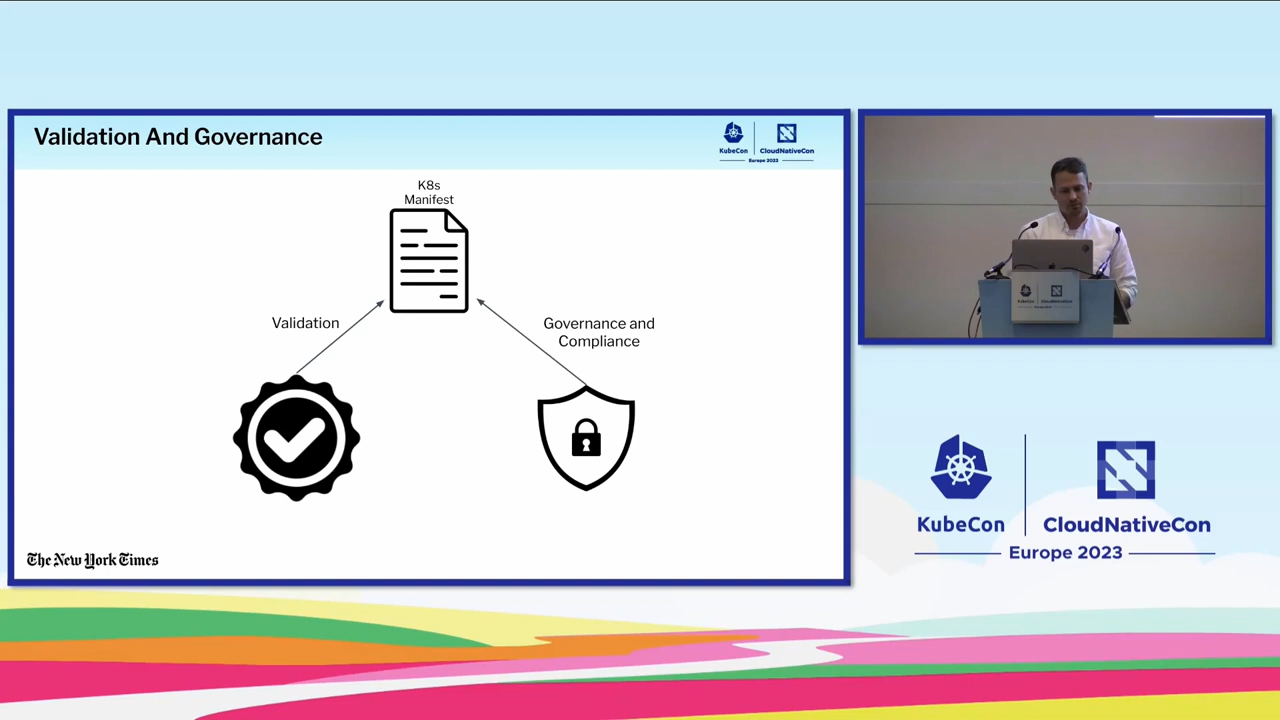 Validation And Governance
KubeCon
CloudNativeCon
Europe 2023
K8s
Manifest
Validation
Governance and
Compliance
The New York Times
KubeCon
CloudNativeCon
Europe 2023